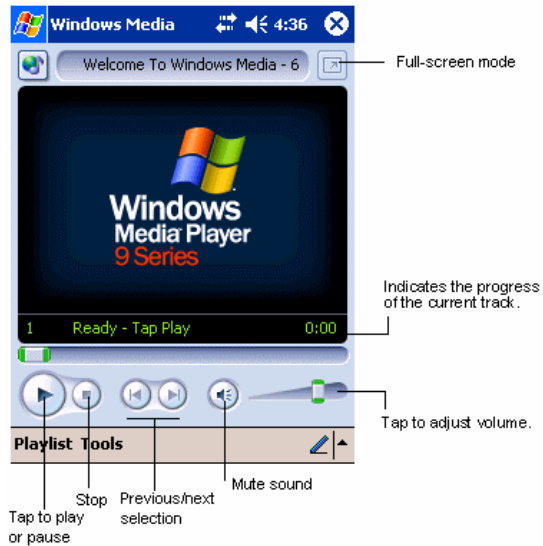 Windows Media 4:36
Welcome To Windows Media - 6
Full-screen mode
Windows
Media Player
9 Series
Indicates the progress
of the current track.
1 Ready - Tap Play 0:00
Tap to adjust volume.
Playlist Tools
Mute sound
Stop
Previous/next
selection
Tap to play
or pause